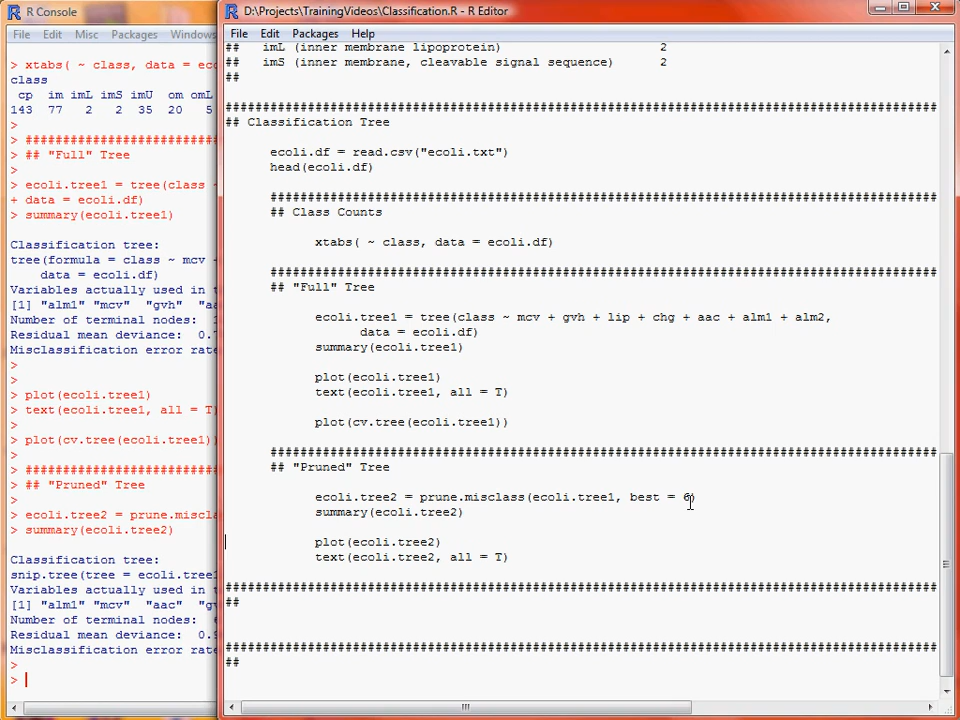 R Console
File Edit Misc Packages Windows
> xtabs( ~ class, data = eco
class
cp im imL imS imU om omL
143 77 2 2 35 20 5
>
> ########################
> ## "Full" Tree
>
> ecoli.tree1 = tree(class ~
+ data = ecoli.df)
> summary(ecoli.tree1)
Classification tree:
tree(formula = class ~ mcv +
data = ecoli.df)
Variables actually used in t
[1] "alm1" "mcv" "gvh" "aa
Number of terminal nodes:
Residual mean deviance: 0.
Misclassification error rate
>
>
> plot(ecoli.tree1)
> text(ecoli.tree1, all = T)
>
> plot(cv.tree(ecoli.tree1))
>
> ########################
> ## "Pruned" Tree
>
> ecoli.tree2 = prune.miscla
> summary(ecoli.tree2)
Classification tree:
snip.tree(tree = ecoli.tree1
Variables actually used in t
[1] "alm1" "mcv" "aac" "gv
Number of terminal nodes:
Residual mean deviance: 0.9
Misclassification error rate
>
>
D:\Projects\TrainingVideos\Classification.R - R Editor
File Edit Packages Help
## imL (inner membrane lipoprotein) 2
## imS (inner membrane, cleavable signal sequence) 2
##
###############################################################################################
## Classification Tree
ecoli.df = read.csv("ecoli.txt")
head(ecoli.df)
#########################################################################################
## Class Counts
xtabs( ~ class, data = ecoli.df)
#########################################################################################
## "Full" Tree
ecoli.tree1 = tree(class ~ mcv + gvh + lip + chg + aac + alm1 + alm2,
data = ecoli.df)
summary(ecoli.tree1)
plot(ecoli.tree1)
text(ecoli.tree1, all = T)
plot(cv.tree(ecoli.tree1))
#########################################################################################
## "Pruned" Tree
ecoli.tree2 = prune.misclass(ecoli.tree1, best = 6)
summary(ecoli.tree2)
plot(ecoli.tree2)
text(ecoli.tree2, all = T)
###############################################################################################
##
###############################################################################################
##